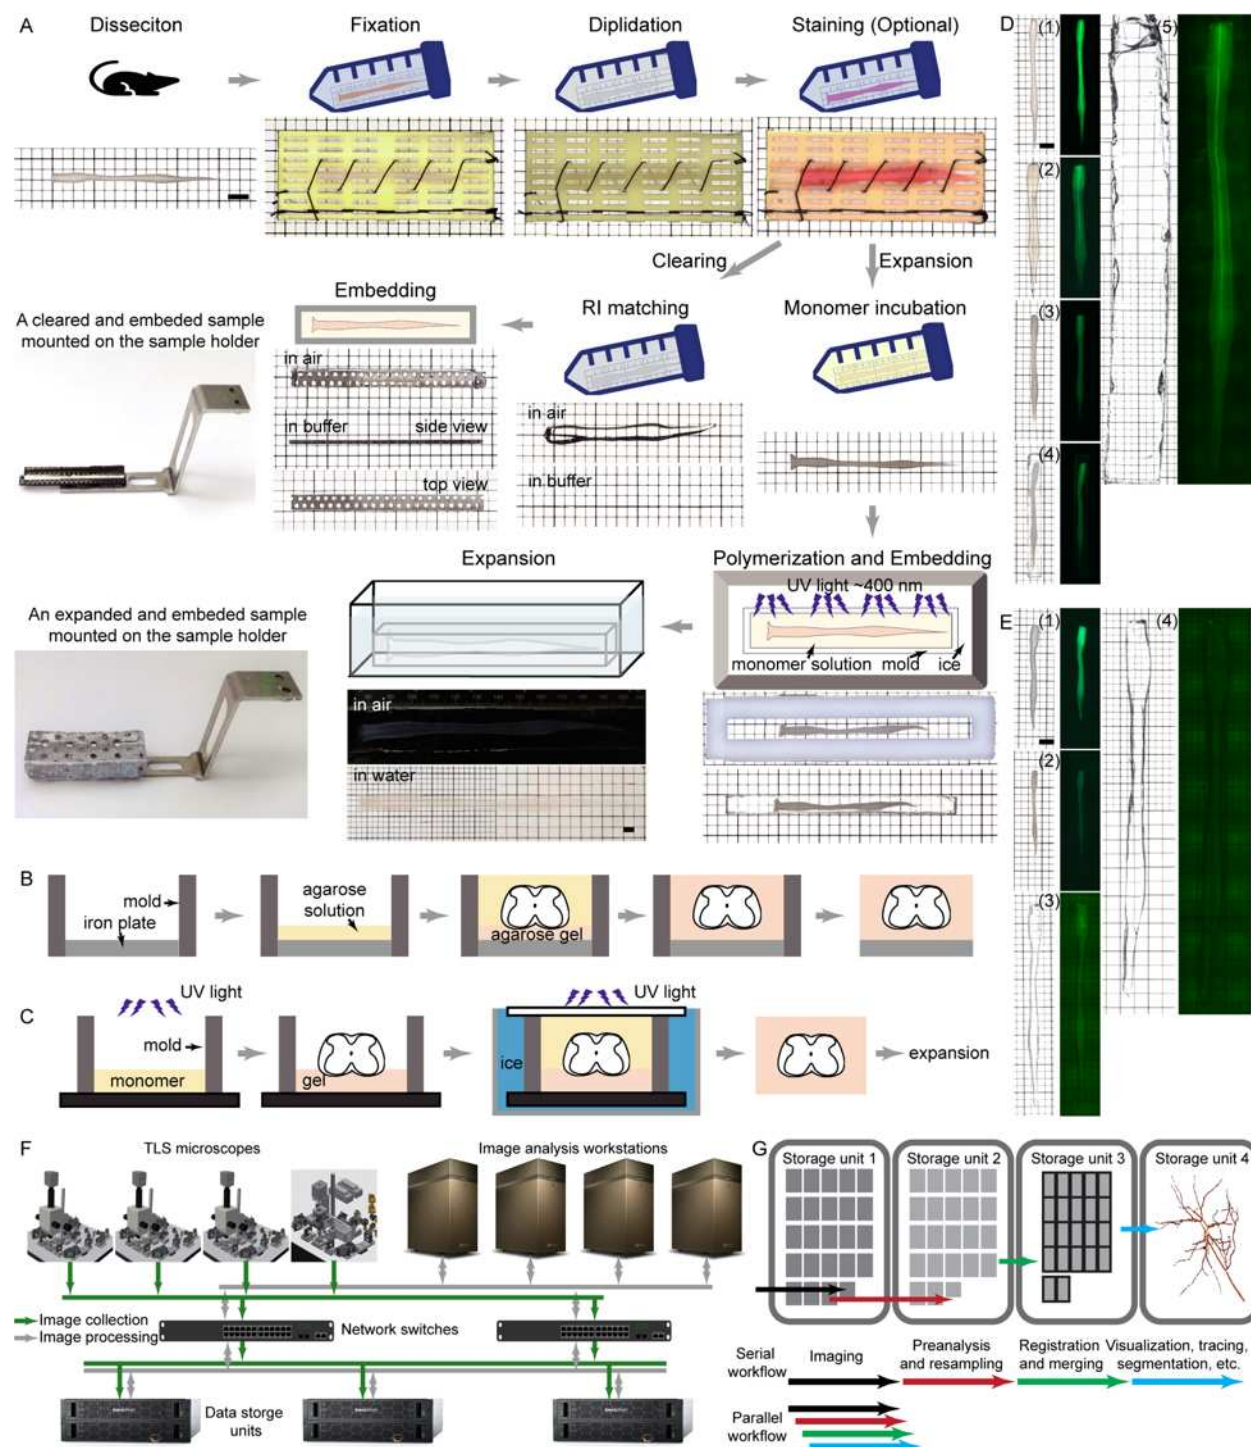 A
Disseciton
Fixation
Diplidation
Staining (Optional)
Clearing
Expansion
Embedding
RI matching
Monomer incubation
A cleared and embeded sample
mounted on the sample holder
in air
in buffer
side view
top view
in air
in buffer
Expansion
Polymerization and Embedding
UV light ~400 nm
monomer solution
mold
ice
An expanded and embeded sample
mounted on the sample holder
in air
in water
B
mold
iron plate
agarose
solution
agarose gel
C
UV light
mold
monomer
gel
UV light
ice
expansion
D
(1)
(2)
(3)
(4)
(5)
E
(1)
(2)
(3)
(4)
F
TLS microscopes
Image analysis workstations
Image collection
Image processing
Network switches
Data storge
units
G
Storage unit 1
Storage unit 2
Storage unit 3
Storage unit 4
Serial
workflow
Imaging
Preanalysis
and resampling
Registration
and merging
Visualization, tracing,
segmentation, etc.
Parallel
workflow